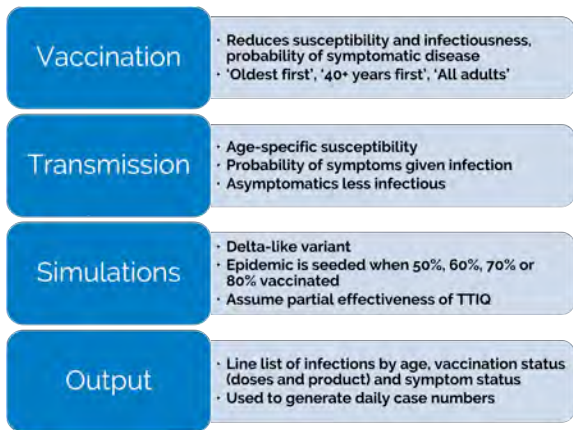 Vaccination
• Reduces susceptibility and infectiousness,
probability of symptomatic disease
• 'Oldest first', '40+ years first', 'All adults'
Transmission
• Age-specific susceptibility
• Probability of symptoms given infection
• Asymptomatics less infectious
Simulations
• Delta-like variant
• Epidemic is seeded when 50%, 60%, 70% or
80% vaccinated
• Assume partial effectiveness of TTIQ
Output
• Line list of infections by age, vaccination status
(doses and product) and symptom status
• Used to generate daily case numbers